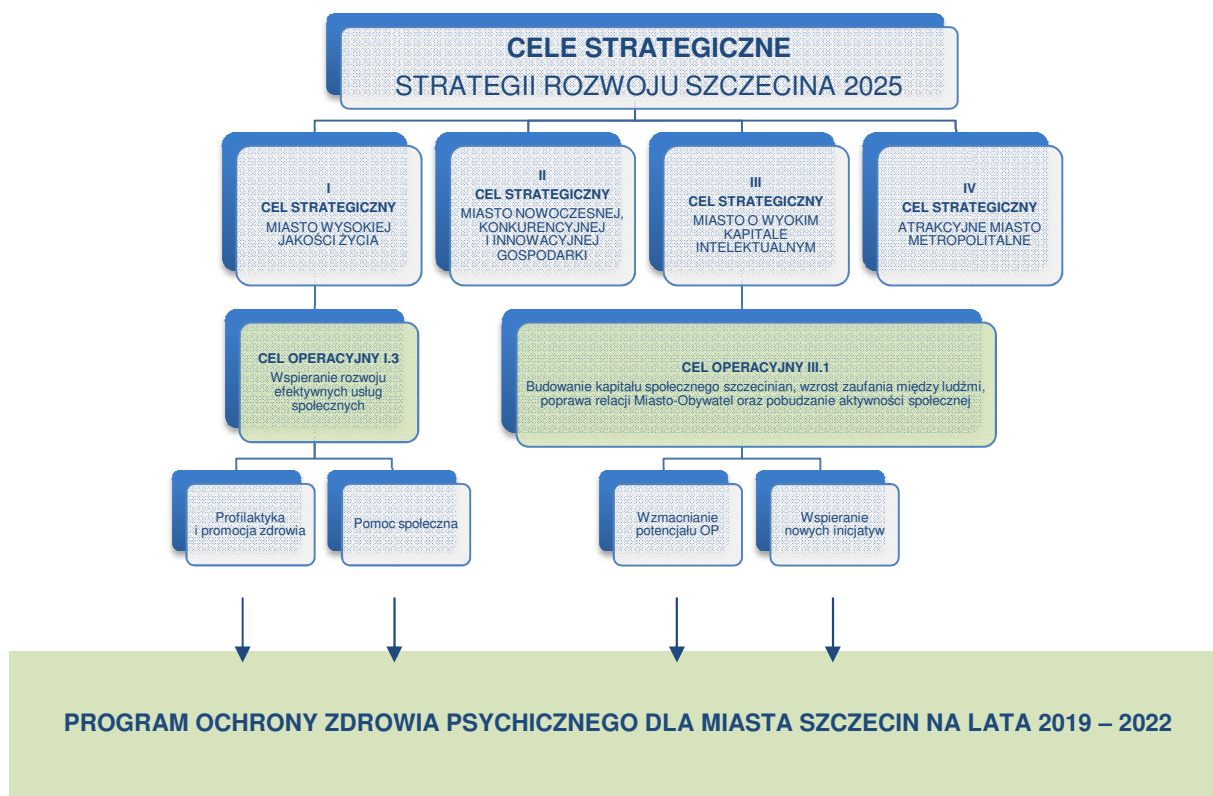 CELE STRATEGICZNE
STRATEGII ROZWOJU SZCZECINA 2025
I
CEL STRATEGICZNY
MIASTO WYSOKIEJ
JAKOŚCI ŻYCIA
II
CEL STRATEGICZNY
MIASTO NOWOCZESNEJ,
KONKURENCYJNEJ
I INNOWACYJNEJ
GOSPODARKI
III
CEL STRATEGICZNY
MIASTO O WYOKIM
KAPITALE
INTELEKTUALNYM
IV
CEL STRATEGICZNY
ATRAKCYJNE MIASTO
METROPOLITALNE
CEL OPERACYJNY I.3
Wspieranie rozwoju
efektywnych usług
społecznych
CEL OPERACYJNY III.1
Budowanie kapitału społecznego szczecinian, wzrost zaufania między ludźmi,
poprawa relacji Miasto-Obywatel oraz pobudzanie aktywności społecznej
Profilaktyka
i promocja zdrowia
Pomoc społeczna
Wzmacnianie
potencjału OP
Wspieranie
nowych inicjatyw
PROGRAM OCHRONY ZDROWIA PSYCHICZNEGO DLA MIASTA SZCZECIN NA LATA 2019 – 2022